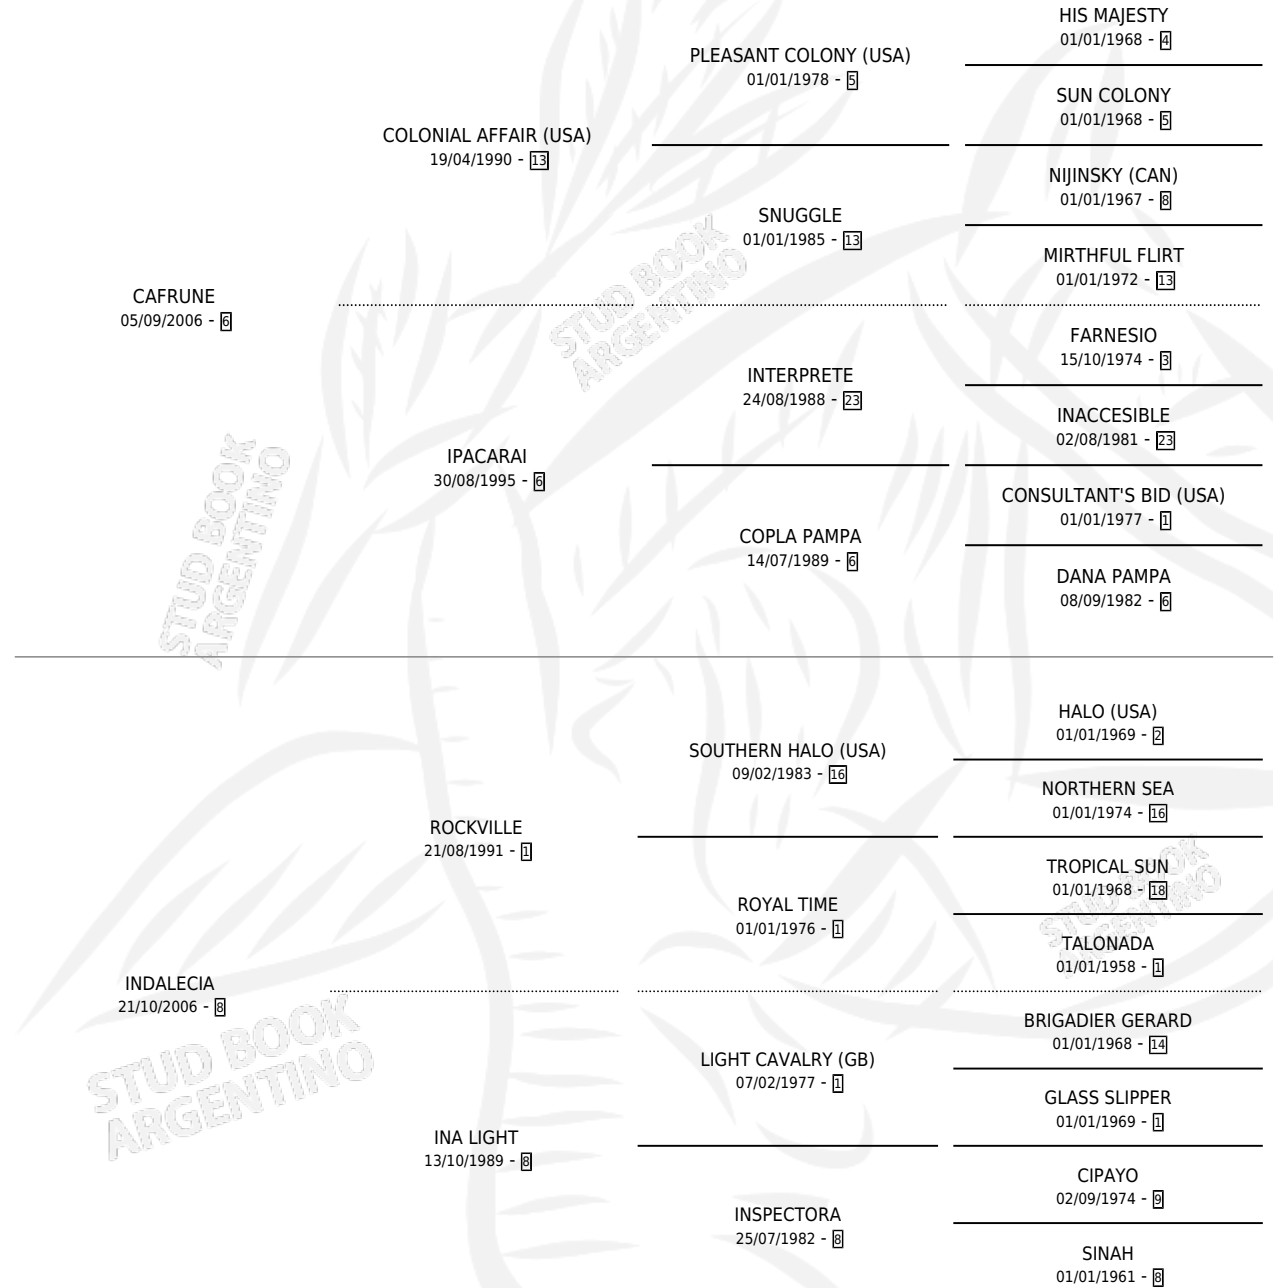 HIS MAJESTY
01/01/1968 - 4
PLEASANT COLONY (USA)
01/01/1978 - 5
SUN COLONY
01/01/1968 - 5
COLONIAL AFFAIR (USA)
19/04/1990 - 13
NIJINSKY (CAN)
01/01/1967 - 8
SNUGGLE
01/01/1985 - 13
MIRTHFUL FLIRT
01/01/1972 - 13
CAFRUNE
05/09/2006 - 6
FARNESIO
15/10/1974 - 3
INTERPRETE
24/08/1988 - 23
INACCESIBLE
02/08/1981 - 23
IPACARAI
30/08/1995 - 6
CONSULTANT'S BID (USA)
01/01/1977 - 1
COPLA PAMPA
14/07/1989 - 6
DANA PAMPA
08/09/1982 - 6
HALO (USA)
01/01/1969 - 2
SOUTHERN HALO (USA)
09/02/1983 - 16
NORTHERN SEA
01/01/1974 - 16
ROCKVILLE
21/08/1991 - 1
TROPICAL SUN
01/01/1968 - 18
ROYAL TIME
01/01/1976 - 1
TALONADA
01/01/1958 - 1
INDALECIA
21/10/2006 - 8
BRIGADIER GERARD
01/01/1968 - 14
LIGHT CAVALRY (GB)
07/02/1977 - 1
GLASS SLIPPER
01/01/1969 - 1
INA LIGHT
13/10/1989 - 8
CIPAYO
02/09/1974 - 9
INSPECTORA
25/07/1982 - 8
SINAH
01/01/1961 - 8
STUD BOOK
ARGENTINO
STUD BOOK
ARGENTINO
STUD BOOK
ARGENTINO
STUD BOOK
ARGENTINO